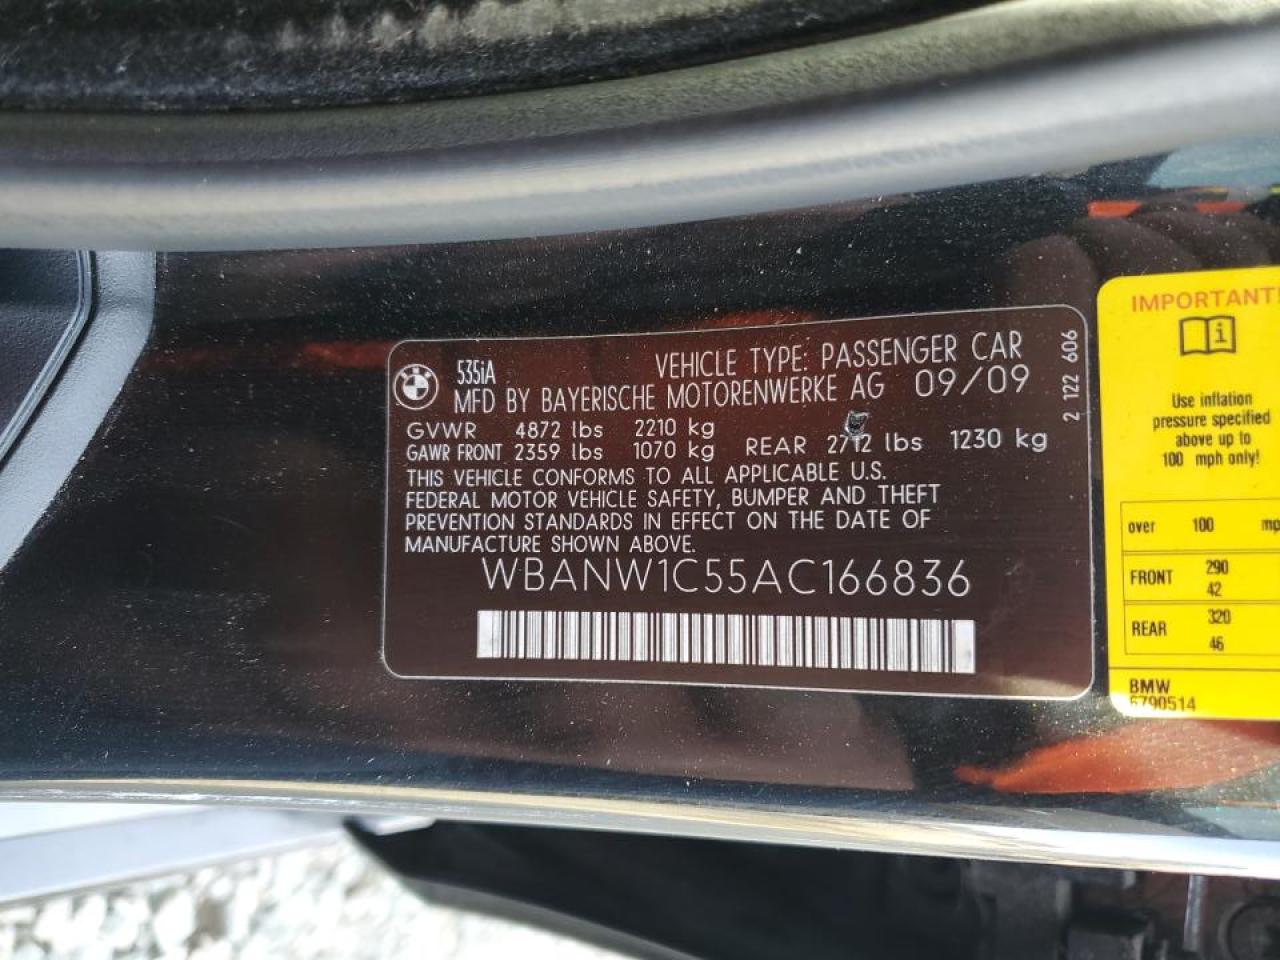 535iA
VEHICLE TYPE: PASSENGER CAR
MFD BY BAYERISCHE MOTORENWERKE AG 09/09
GVWR 4872 lbs 2210 kg
GAWR FRONT 2359 lbs 1070 kg REAR 2712 lbs 1230 kg
THIS VEHICLE CONFORMS TO ALL APPLICABLE U.S.
FEDERAL MOTOR VEHICLE SAFETY, BUMPER AND THEFT
PREVENTION STANDARDS IN EFFECT ON THE DATE OF
MANUFACTURE SHOWN ABOVE.
WBANW1C55AC166836
2 122 606
IMPORTANT!
i
Use inflation
pressure specified
above up to
100 mph only!
over 100
FRONT 290
42
REAR 320
46
BMW
6790514